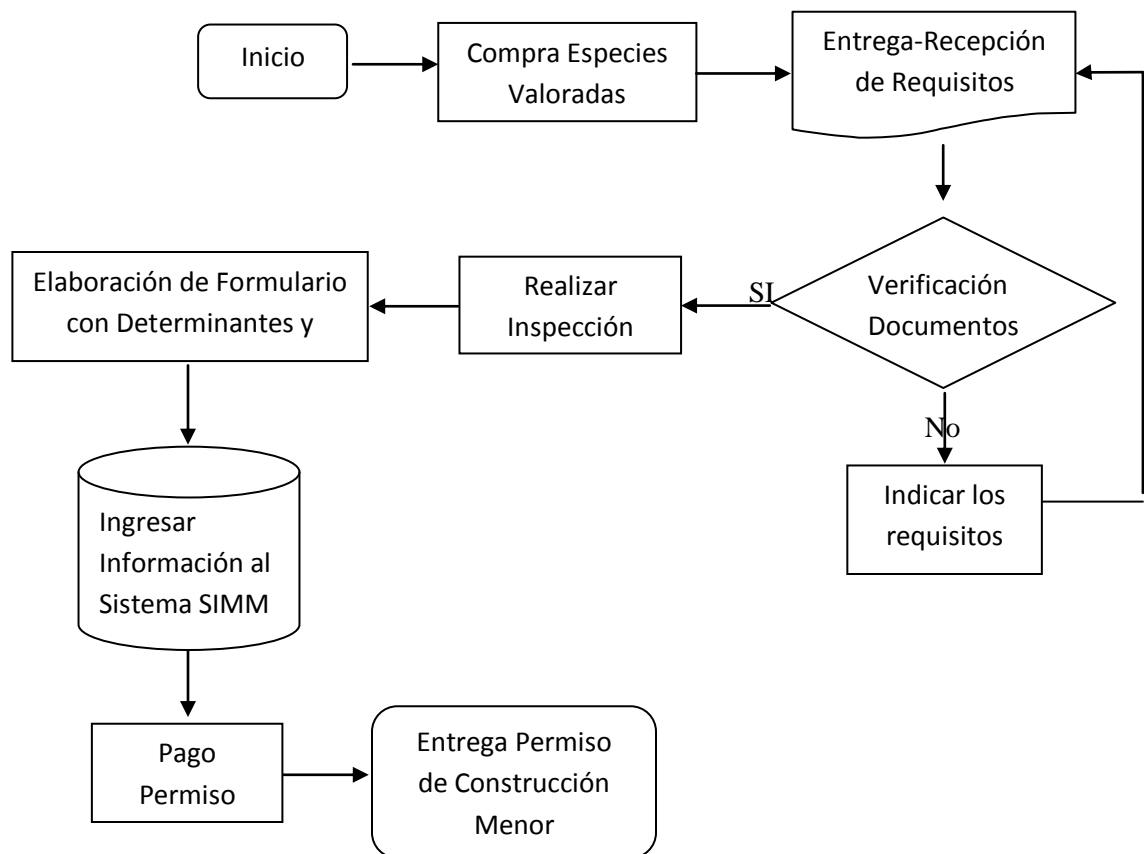 Inicio
Compra Especies
Valoradas
Entrega-Recepción
de Requisitos
Verificación
Documentos
SI
Realizar
Inspección
Elaboración de Formulario
con Determinantes y
No
Indicar los
requisitos
Ingresar
Información al
Sistema SIMM
Pago
Permiso
Entrega Permiso
de Construcción
Menor